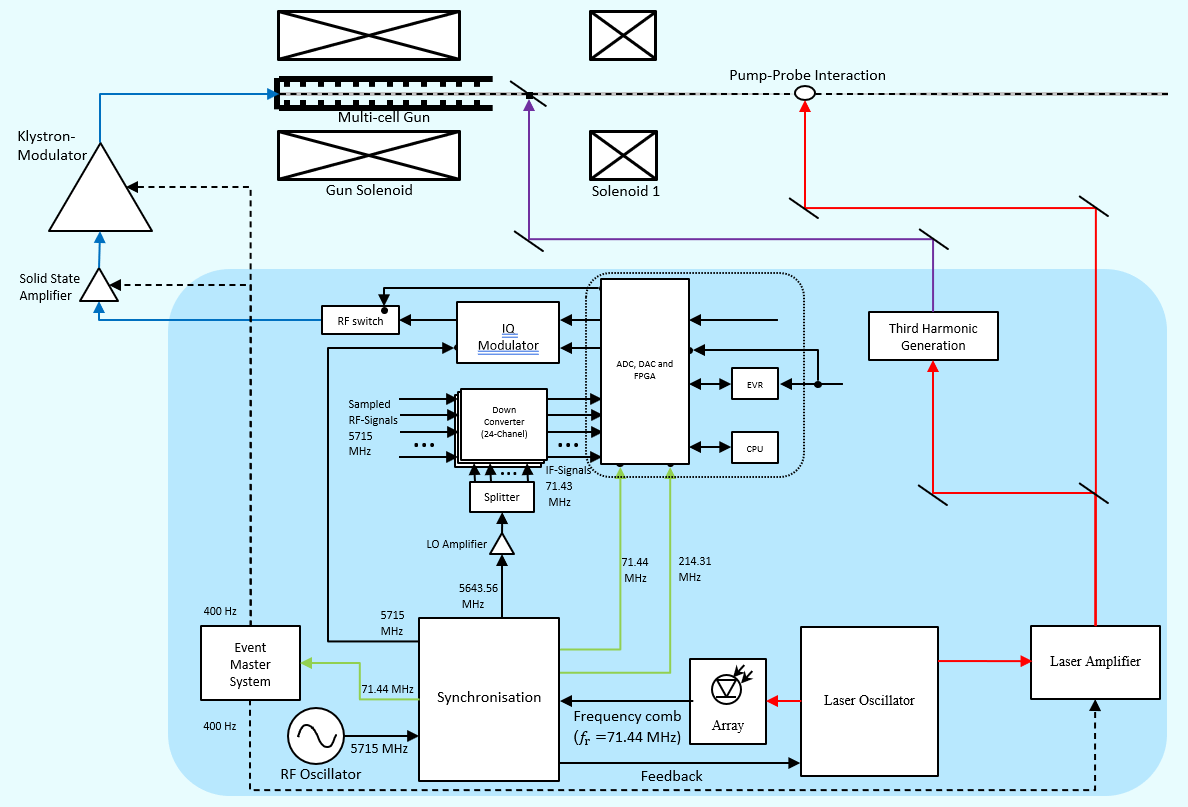 Pump-Probe Interaction
Multi-cell Gun
Klystron-
Modulator
Gun Solenoid
Solenoid 1
Solid State
Amplifier
RF switch
IQ
Modulator
ADC, DAC and
FPGA
EVR
CPU
Third Harmonic
Generation
Sampled
RF-Signals
5715
MHz
...
Down
Converter
(24-Chanel)
...
IF-Signals
71.43
MHz
...
Splitter
LO Amplifier
5643.56
MHz
71.44
MHz
214.31
MHz
400 Hz
5715
MHz
Event
Master
System
71.44 MHz
Synchronisation
Laser Oscillator
Laser Amplifier
Array
Frequency comb
(fr =71.44 MHz)
400 Hz
5715 MHz
RF Oscillator
Feedback